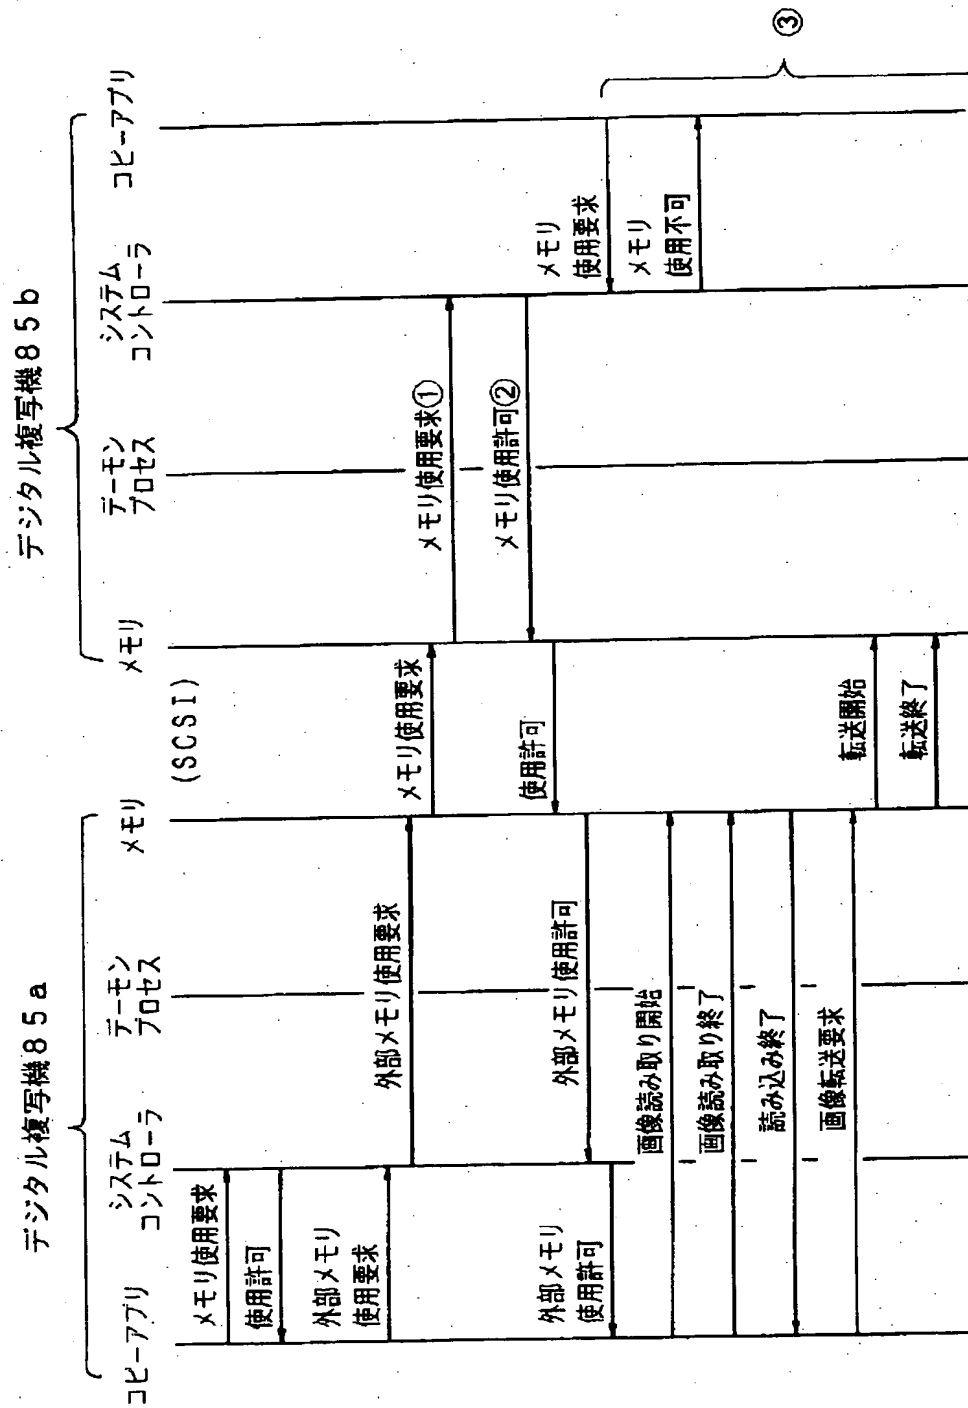 デジタル複写機85a
デジタル複写機85b
コピーアプリ
システム
コントローラ
デーモン
プロセス
メモリ
(SCSI)
メモリ
デーモン
プロセス
システム
コントローラ
コピーアプリ
メモリ使用要求
使用許可
外部メモリ
使用要求
外部メモリ使用要求
メモリ使用要求
メモリ使用要求①
メモリ使用許可②
使用許可
外部メモリ使用許可
外部メモリ
使用許可
メモリ
使用要求
メモリ
使用不可
③
画像読み取り開始
画像読み取り終了
読み込み終了
画像転送要求
転送開始
転送終了